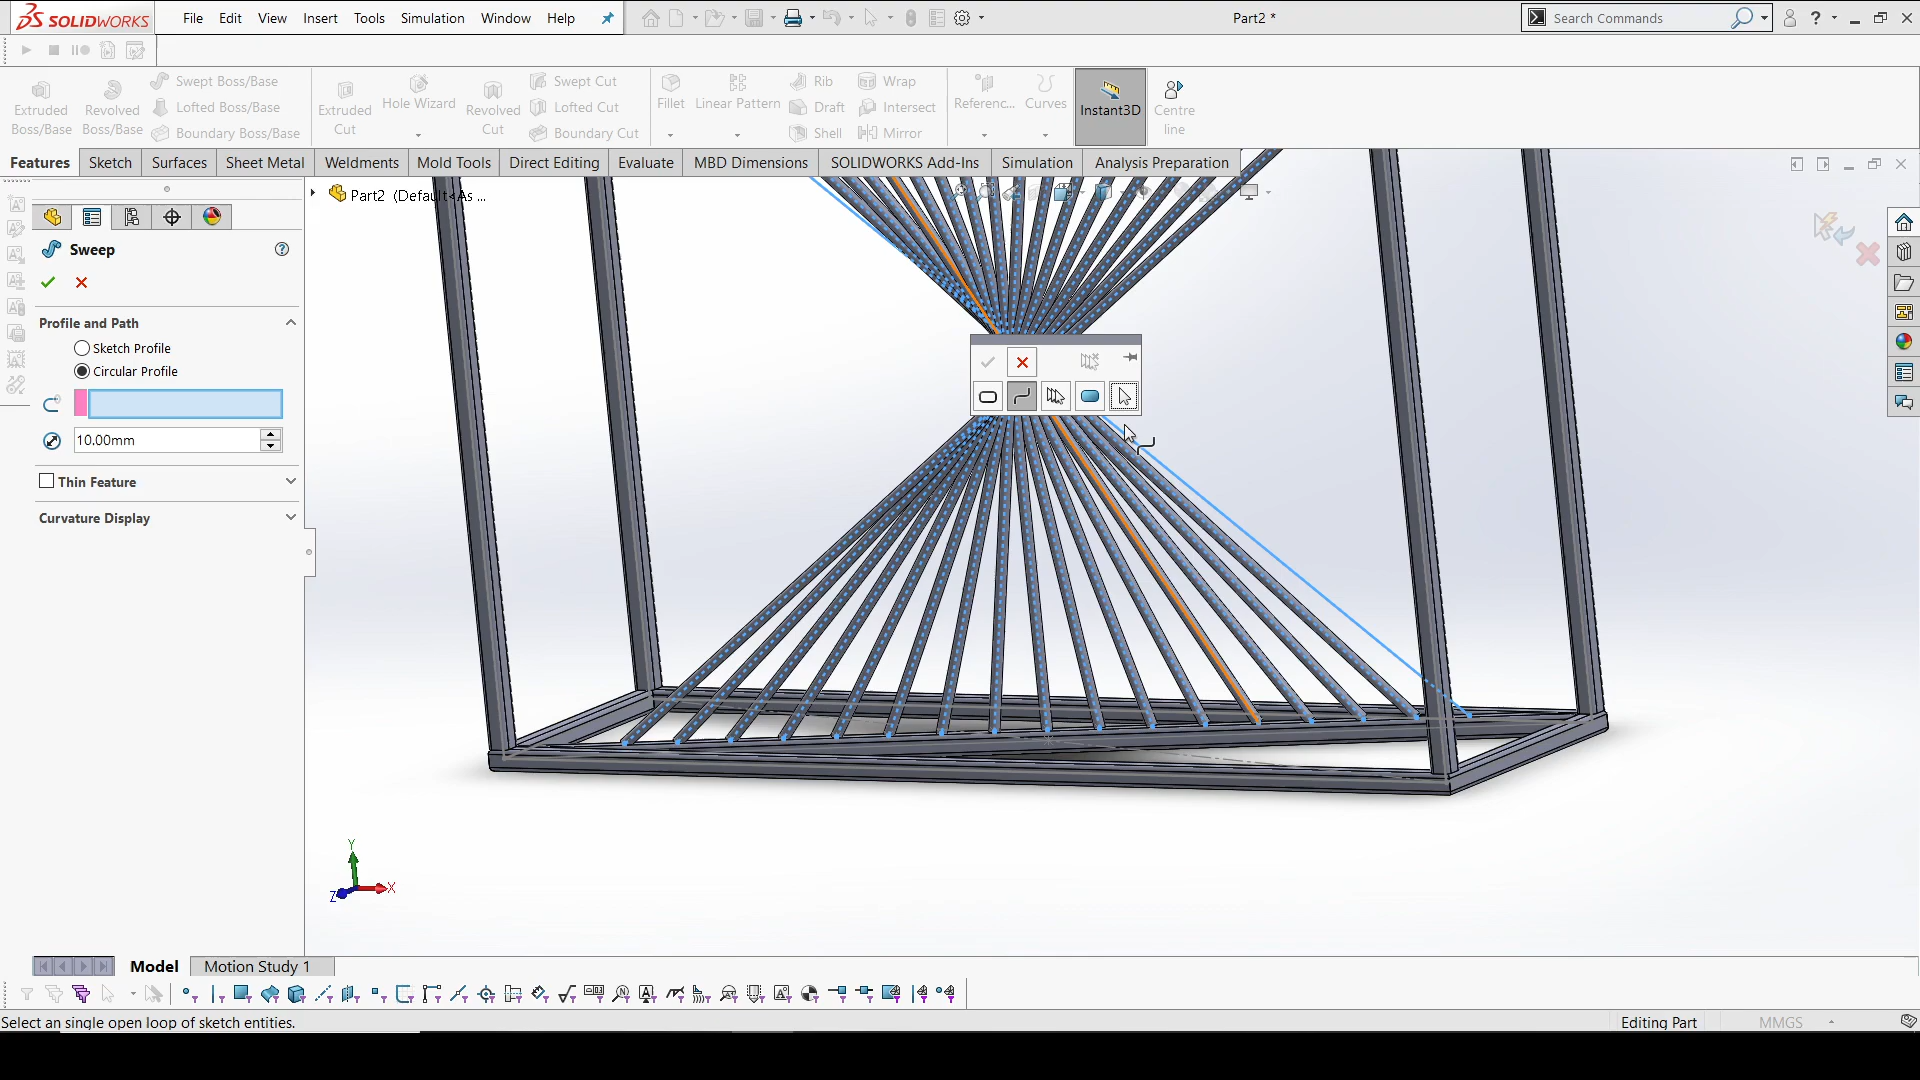 SOLIDWORKS File Edit View Insert Tools Simulation Window Help Part2 * Search Commands ?
Extruded Boss/Base
Revolved Boss/Base
Swept Boss/Base
Lofted Boss/Base
Boundary Boss/Base
Extruded Cut
Hole Wizard
Revolved Cut
Swept Cut
Lofted Cut
Boundary Cut
Fillet
Linear Pattern
Rib
Draft
Shell
Wrap
Intersect
Mirror
Referenc...
Curves
Instant3D
Centre line
Features Sketch Surfaces Sheet Metal Weldments Mold Tools Direct Editing Evaluate MBD Dimensions SOLIDWORKS Add-Ins Simulation Analysis Preparation
Part2 (Default<As ...
Sweep
Profile and Path
Sketch Profile
Circular Profile
10.00mm
Thin Feature
Curvature Display
Y
X
Z
Model Motion Study 1
Select an single open loop of sketch entities. Editing Part MMGS